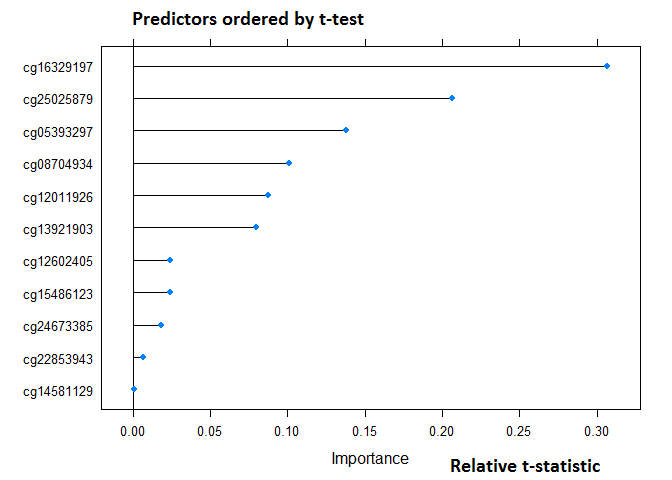 Predictors ordered by t-test
cg16329197
cg25025879
cg05393297
cg08704934
cg12011926
cg13921903
cg12602405
cg15486123
cg24673385
cg22853943
cg14581129
0.00 0.05 0.10 0.15 0.20 0.25 0.30
Importance
Relative t-statistic